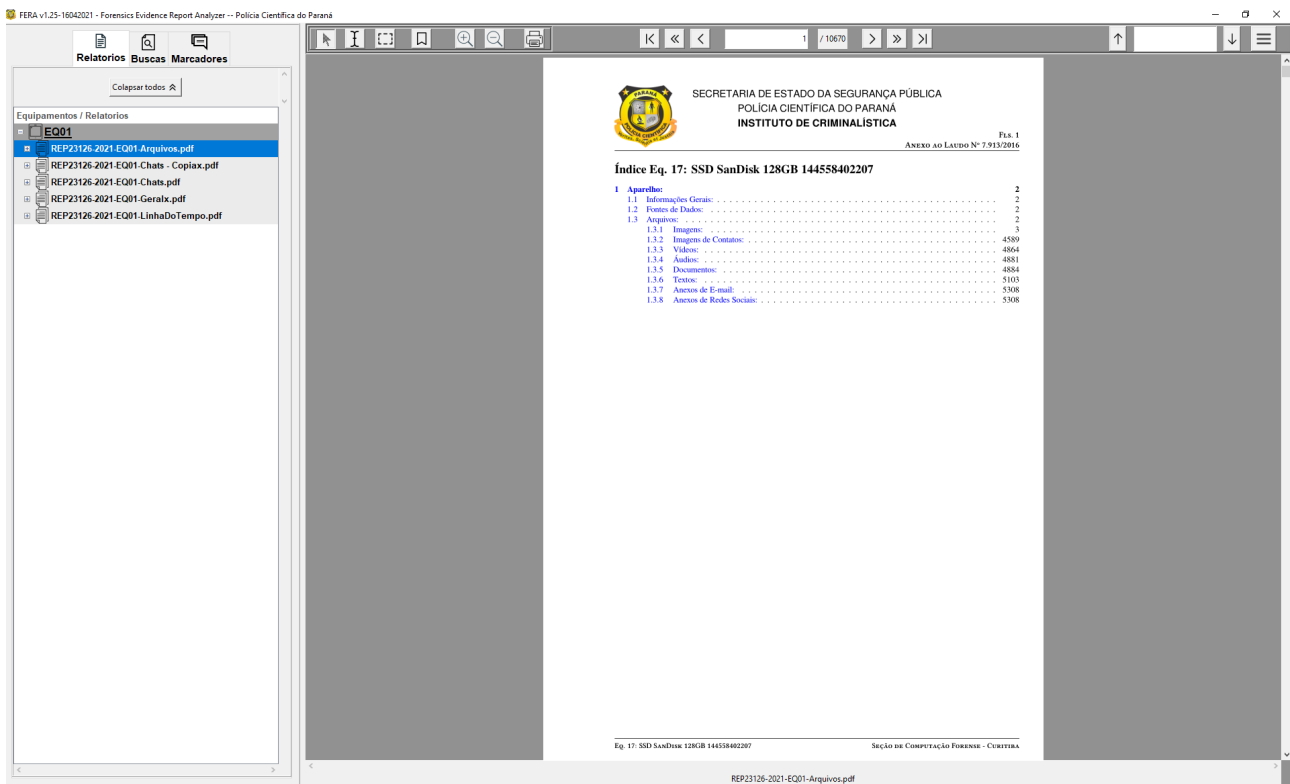 FERA v1.25-16042021 - Forensics Evidence Report Analyzer -- Polícia Científica do Paraná
Relatorios Buscas Marcadores
Colapsar todos
Equipamentos / Relatorios
EQ01
REP23126-2021-EQ01-Arquivos.pdf
REP23126-2021-EQ01-Chats - Copiax.pdf
REP23126-2021-EQ01-Chats.pdf
REP23126-2021-EQ01-Geralx.pdf
REP23126-2021-EQ01-LinhaDoTempo.pdf
1 / 10670
PARANÁ
SECRETARIA DE ESTADO DA SEGURANÇA PÚBLICA
POLÍCIA CIENTÍFICA DO PARANÁ
INSTITUTO DE CRIMINALÍSTICA
Fls. 1
Anexo ao Laudo Nº 7.913/2016
Índice Eq. 17: SSD SanDisk 128GB 144558402207
1 Aparelho: 2
1.1 Informações Gerais: 2
1.2 Fontes de Dados: 2
1.3 Arquivos: 2
1.3.1 Imagens: 3
1.3.2 Imagens de Contatos: 4589
1.3.3 Vídeos: 4864
1.3.4 Áudios: 4881
1.3.5 Documentos: 4884
1.3.6 Textos: 5103
1.3.7 Anexos de E-mail: 5308
1.3.8 Anexos de Redes Sociais: 5308
Eq. 17: SSD SanDisk 128GB 144558402207 Seção de Computação Forense - Curitiba
REP23126-2021-EQ01-Arquivos.pdf